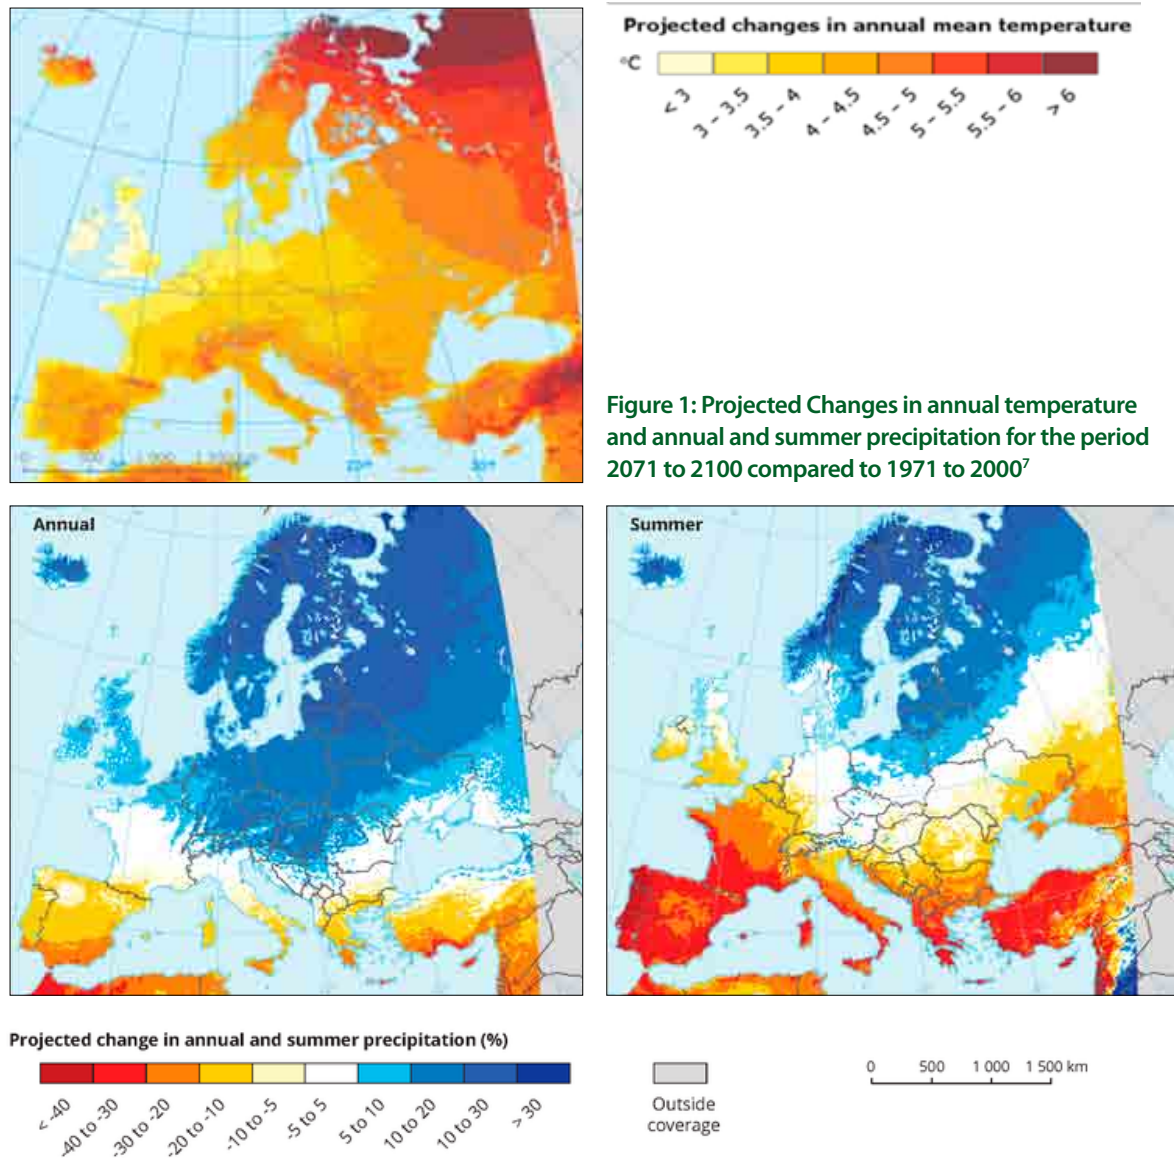 Projected changes in annual mean temperature
°C
< 3
3 – 3.5
3.5 – 4
4 – 4.5
4.5 – 5
5 – 5.5
5.5 – 6
> 6
Figure 1: Projected Changes in annual temperature
and annual and summer precipitation for the period
2071 to 2100 compared to 1971 to 2000⁷
Annual
Summer
Projected change in annual and summer precipitation (%)
< -40
-40 to -30
-30 to -20
-20 to -10
-10 to -5
-5 to 5
5 to 10
10 to 20
10 to 30
> 30
Outside
coverage
0 500 1 000 1 500 km